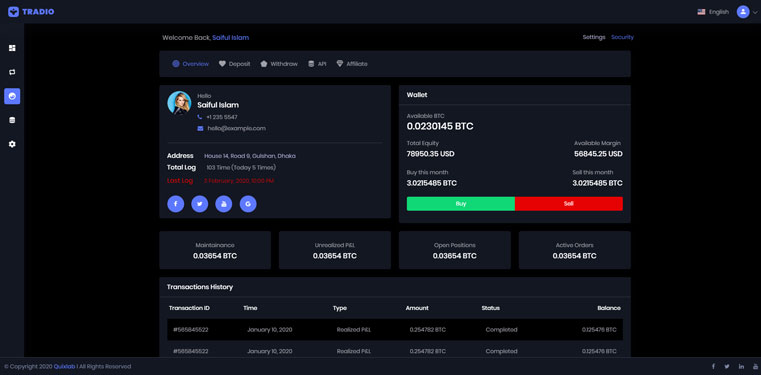 TRADIO
English
Welcome Back, Saiful Islam
Settings Security
Overview Deposit Withdraw API Affiliate
Hello
Saiful Islam
+1 235 5547
hello@example.com
Address House 14, Road 9, Gulshan, Dhaka
Total Log 103 Time (Today 5 Times)
Last Log 3 February, 2020, 10:00 PM
Wallet
Available BTC
0.0230145 BTC
Total Equity Available Margin
78950.35 USD 56845.25 USD
Buy this month Sell this month
3.0215485 BTC 3.0215485 BTC
Buy Sell
Maintainance Unrealized P&L Open Positions Active Orders
0.03654 BTC 0.03654 BTC 0.03654 BTC 0.03654 BTC
Transactions History
Transaction ID Time Type Amount Status Balance
#565845522 January 10, 2020 Realized P&L 0.254782 BTC Completed 0.125476 BTC
#565845522 January 10, 2020 Realized P&L 0.254782 BTC Completed 0.125476 BTC
© Copyright 2020 Quixlab I All Rights Reserved